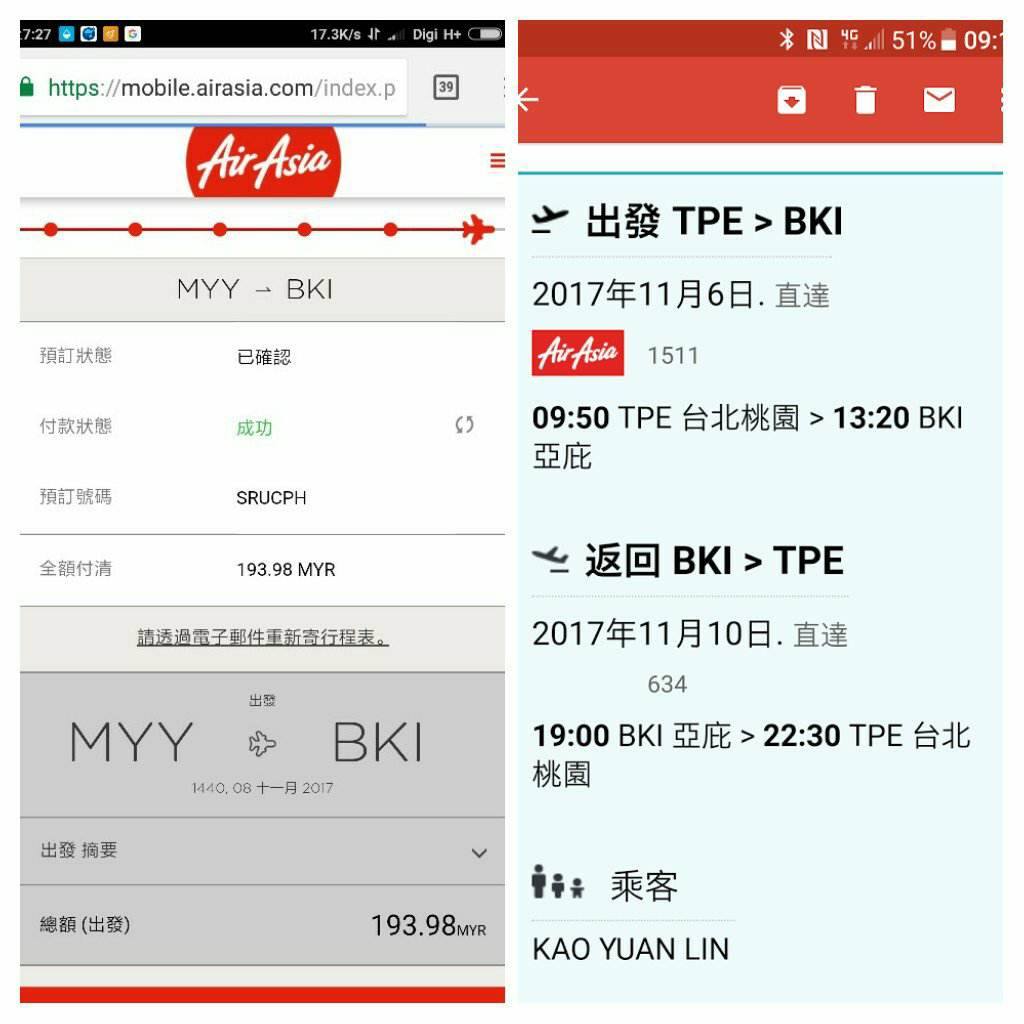 7:27
17.3K/s
Digi H+
https://mobile.airasia.com/index.p
39
AirAsia
MYY → BKI
預訂狀態 已確認
付款狀態 成功
預訂號碼 SRUCPH
全額付清 193.98 MYR
請透過電子郵件重新寄行程表。
出發
MYY BKI
1440, 08 十一月 2017
出發 摘要
總額 (出發) 193.98MYR
4G 51% 09:1
出發 TPE > BKI
2017年11月6日. 直達
AirAsia 1511
09:50 TPE 台北桃園 > 13:20 BKI
亞庇
返回 BKI > TPE
2017年11月10日. 直達
634
19:00 BKI 亞庇 > 22:30 TPE 台北
桃園
乘客
KAO YUAN LIN